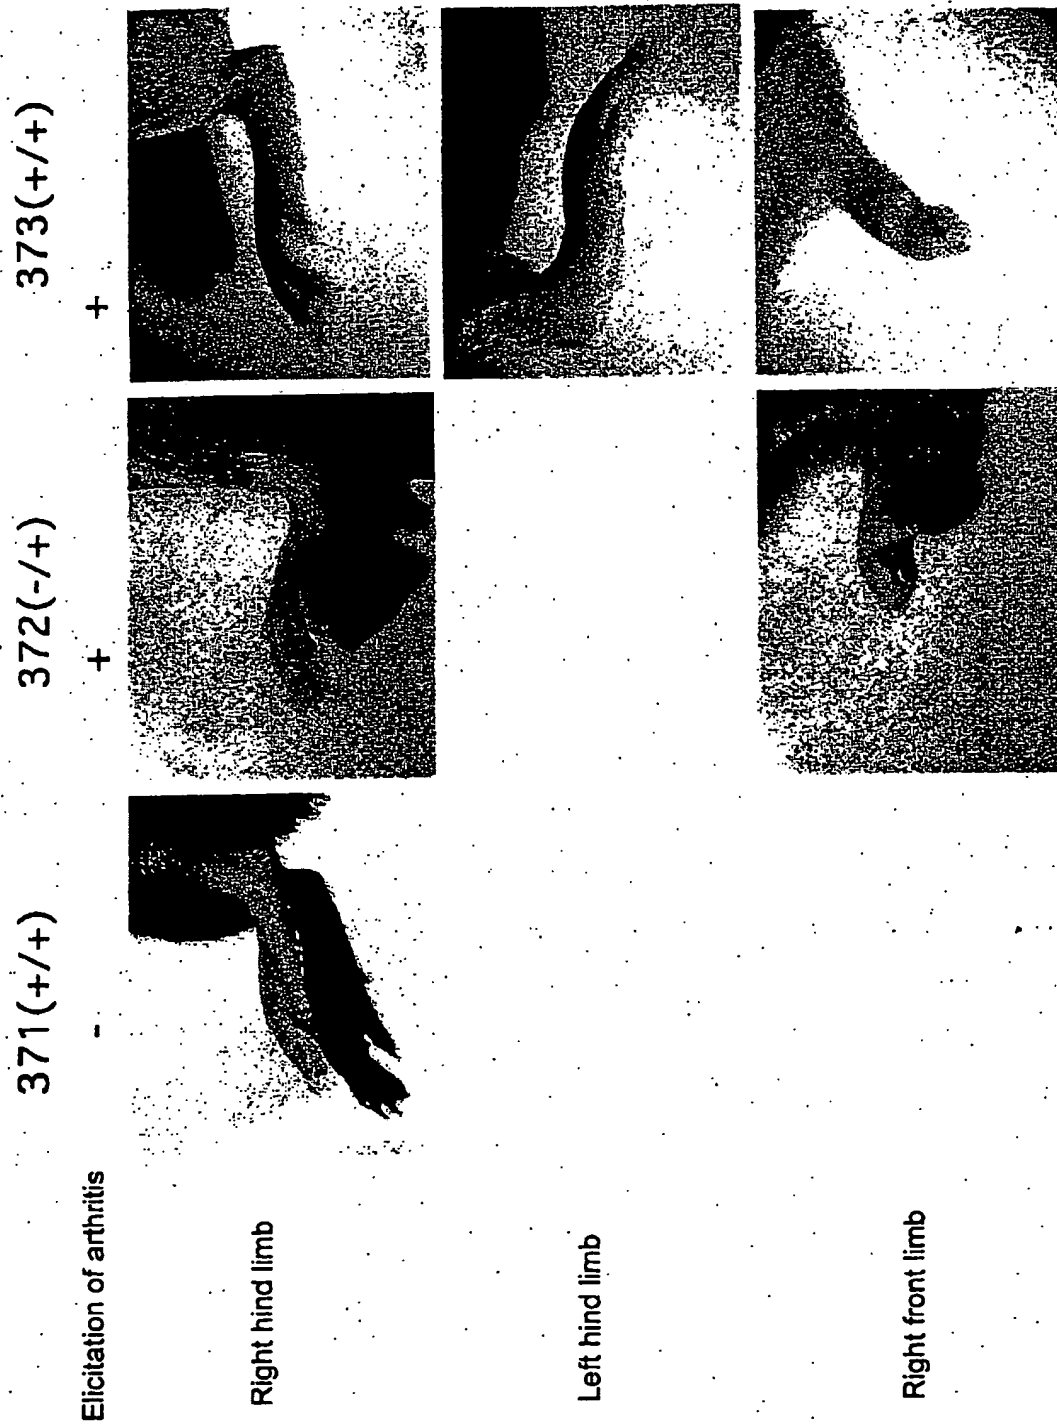 371(+/+) 372(-/+) 373(+/+)
Elicitation of arthritis - + +
Right hind limb
Left hind limb
Right front limb